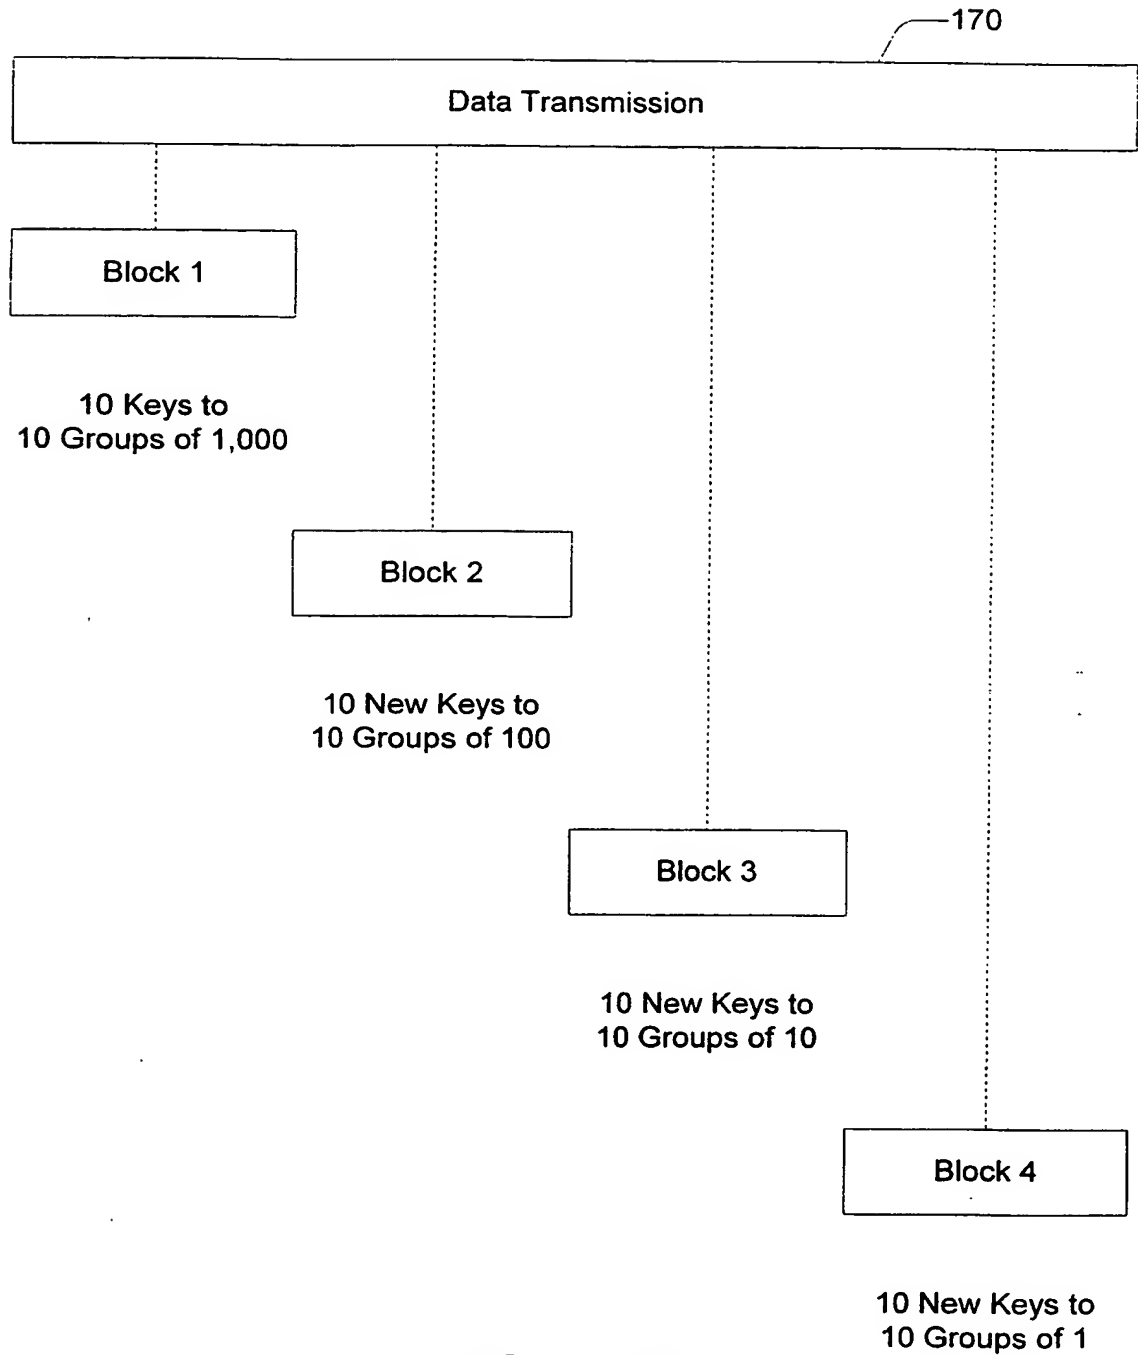 170
Data Transmission
Block 1
10 Keys to
10 Groups of 1,000
Block 2
10 New Keys to
10 Groups of 100
Block 3
10 New Keys to
10 Groups of 10
Block 4
10 New Keys to
10 Groups of 1